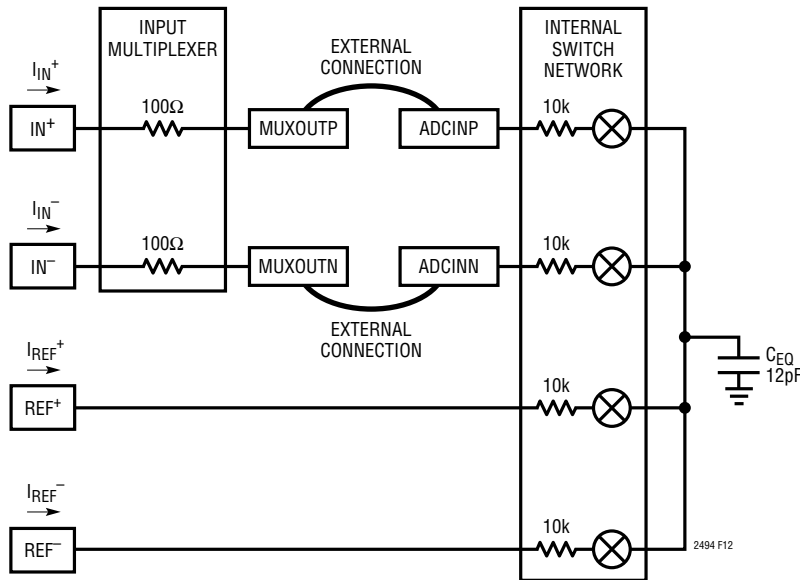 INPUT
MULTIPLEXER
EXTERNAL
CONNECTION
INTERNAL
SWITCH
NETWORK
IIN+
IN+
100Ω
MUXOUTP
ADCINP
10k
IIN–
IN–
100Ω
MUXOUTN
ADCINN
10k
EXTERNAL
CONNECTION
IREF+
REF+
10k
CEQ
12pF
IREF–
REF–
10k
2494 F12